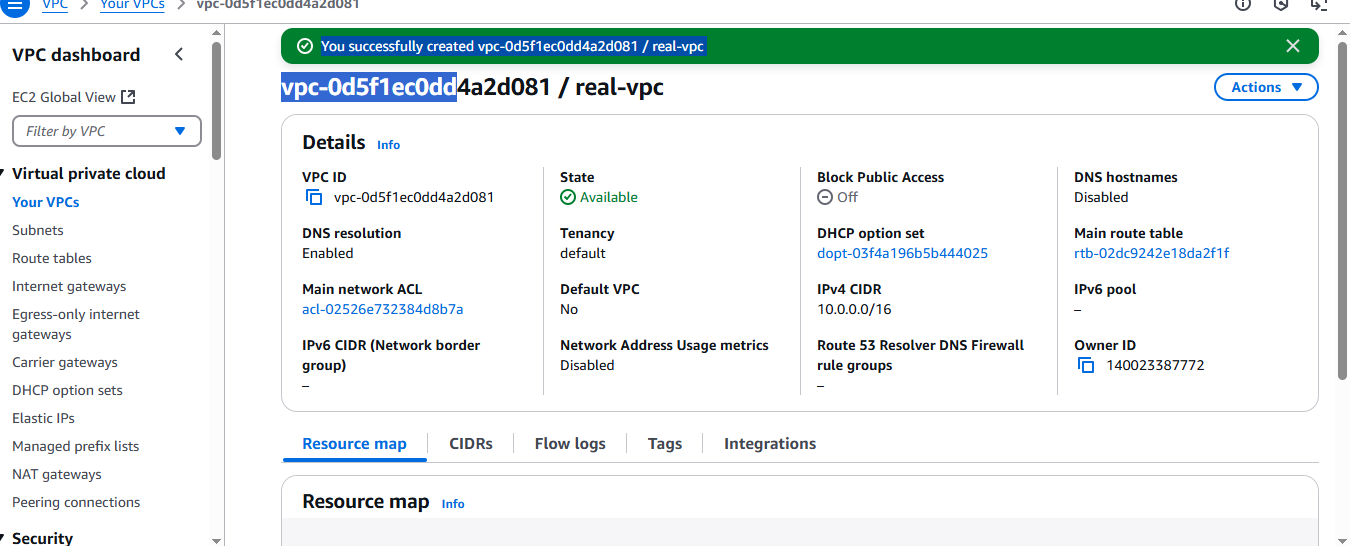 VPC > Your VPCs > vpc-0d5f1ec0dd4a2d081
VPC dashboard
EC2 Global View
Filter by VPC
Virtual private cloud
Your VPCs
Subnets
Route tables
Internet gateways
Egress-only internet
gateways
Carrier gateways
DHCP option sets
Elastic IPs
Managed prefix lists
NAT gateways
Peering connections
Security
You successfully created vpc-0d5f1ec0dd4a2d081 / real-vpc
vpc-0d5f1ec0dd4a2d081 / real-vpc
Actions
Details Info
VPC ID
vpc-0d5f1ec0dd4a2d081
State
Available
Block Public Access
Off
DNS hostnames
Disabled
DNS resolution
Enabled
Tenancy
default
DHCP option set
dopt-03f4a196b5b444025
Main route table
rtb-02dc9242e18da2f1f
Main network ACL
acl-02526e732384d8b7a
Default VPC
No
IPv4 CIDR
10.0.0.0/16
IPv6 pool
–
IPv6 CIDR (Network border
group)
–
Network Address Usage metrics
Disabled
Route 53 Resolver DNS Firewall
rule groups
–
Owner ID
140023387772
Resource map
CIDRs
Flow logs
Tags
Integrations
Resource map Info